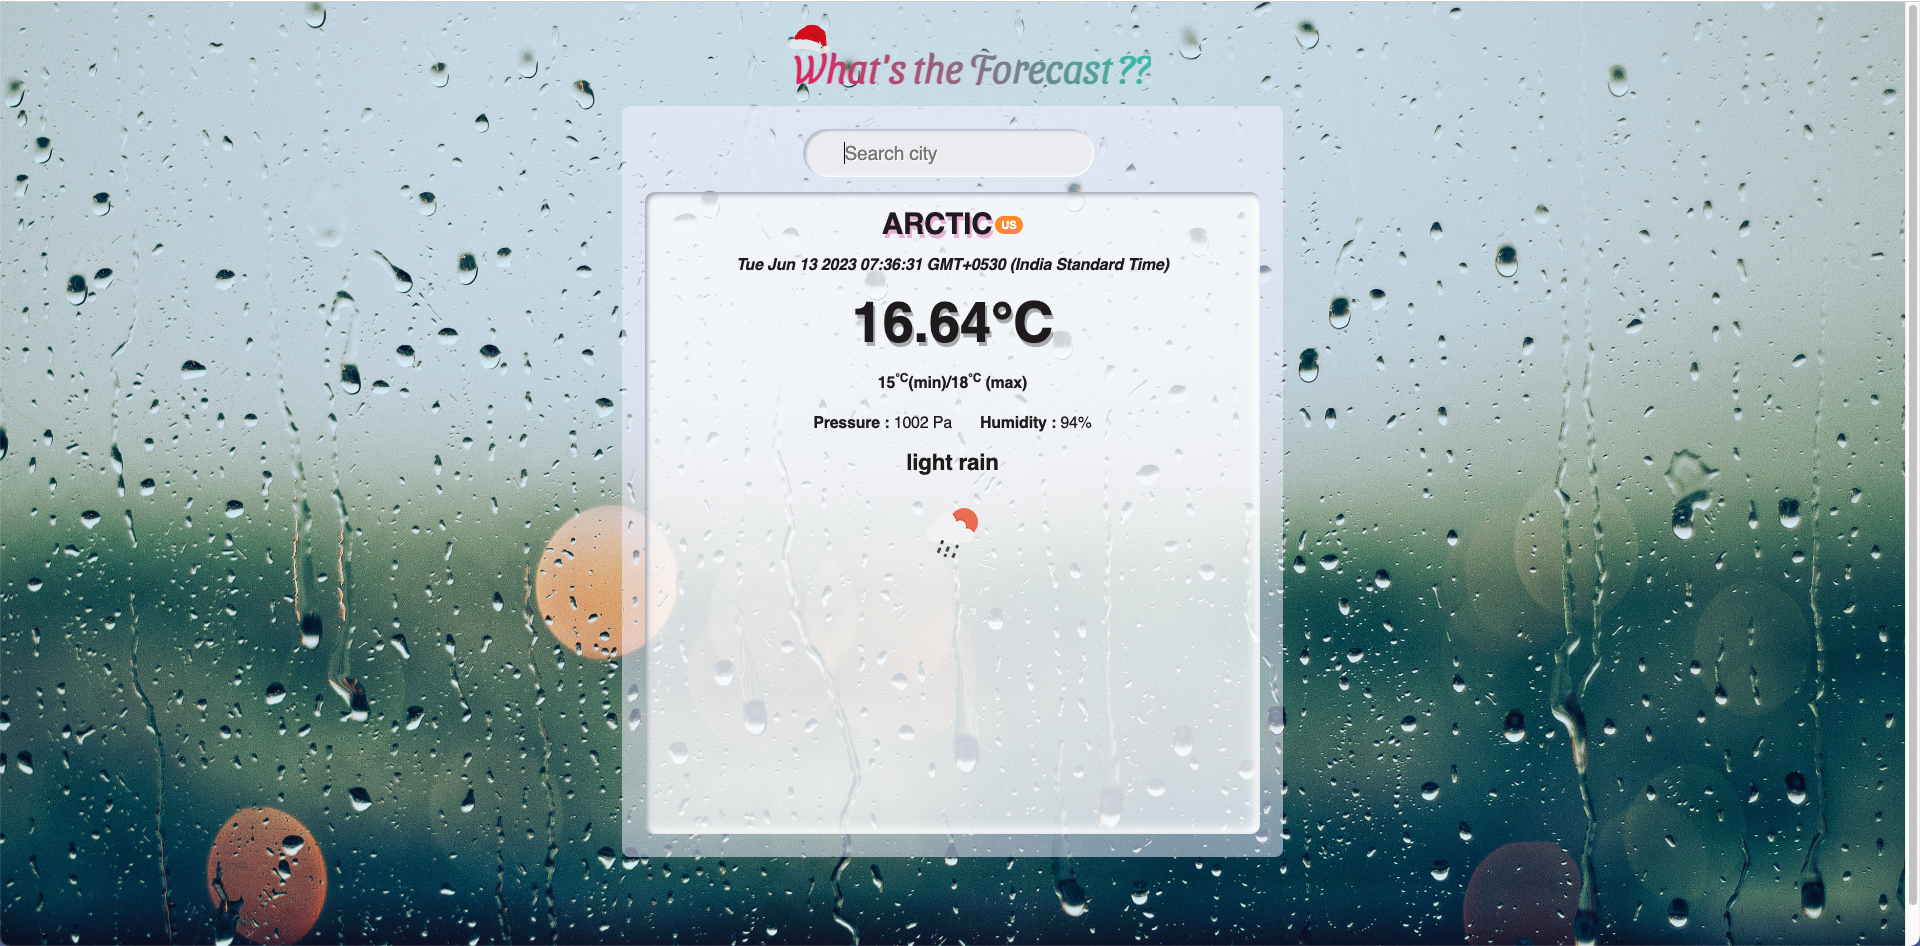 What's the Forecast ??
Search city
ARCTIC US
Tue Jun 13 2023 07:36:31 GMT+0530 (India Standard Time)
16.64°C
15°C(min)/18°C (max)
Pressure : 1002 Pa Humidity : 94%
light rain